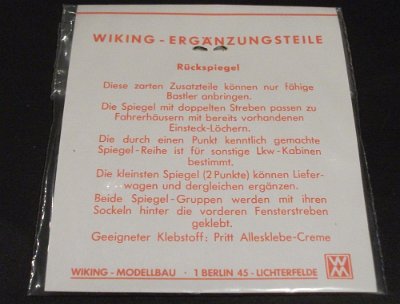 WIKING - ERGÄNZUNGSTEILE
Rückspiegel
Diese zarten Zusatzteile können nur fähige
Bastler anbringen.
Die Spiegel mit doppelten Streben passen zu
Fahrerhäusern mit bereits vorhandenen
Einsteck-Löchern.
Die durch einen Punkt kenntlich gemachte
Spiegel-Reihe ist für sonstige Lkw-Kabinen
bestimmt.
Die kleinsten Spiegel (2 Punkte) können Liefer-
wagen und dergleichen ergänzen.
Beide Spiegel-Gruppen werden mit ihren
Sockeln hinter die vorderen Fensterstreben
geklebt.
Geeigneter Klebstoff: Pritt Allesklebe-Creme
WIKING - MODELLBAU · 1 BERLIN 45 - LICHTERFELDE
WM